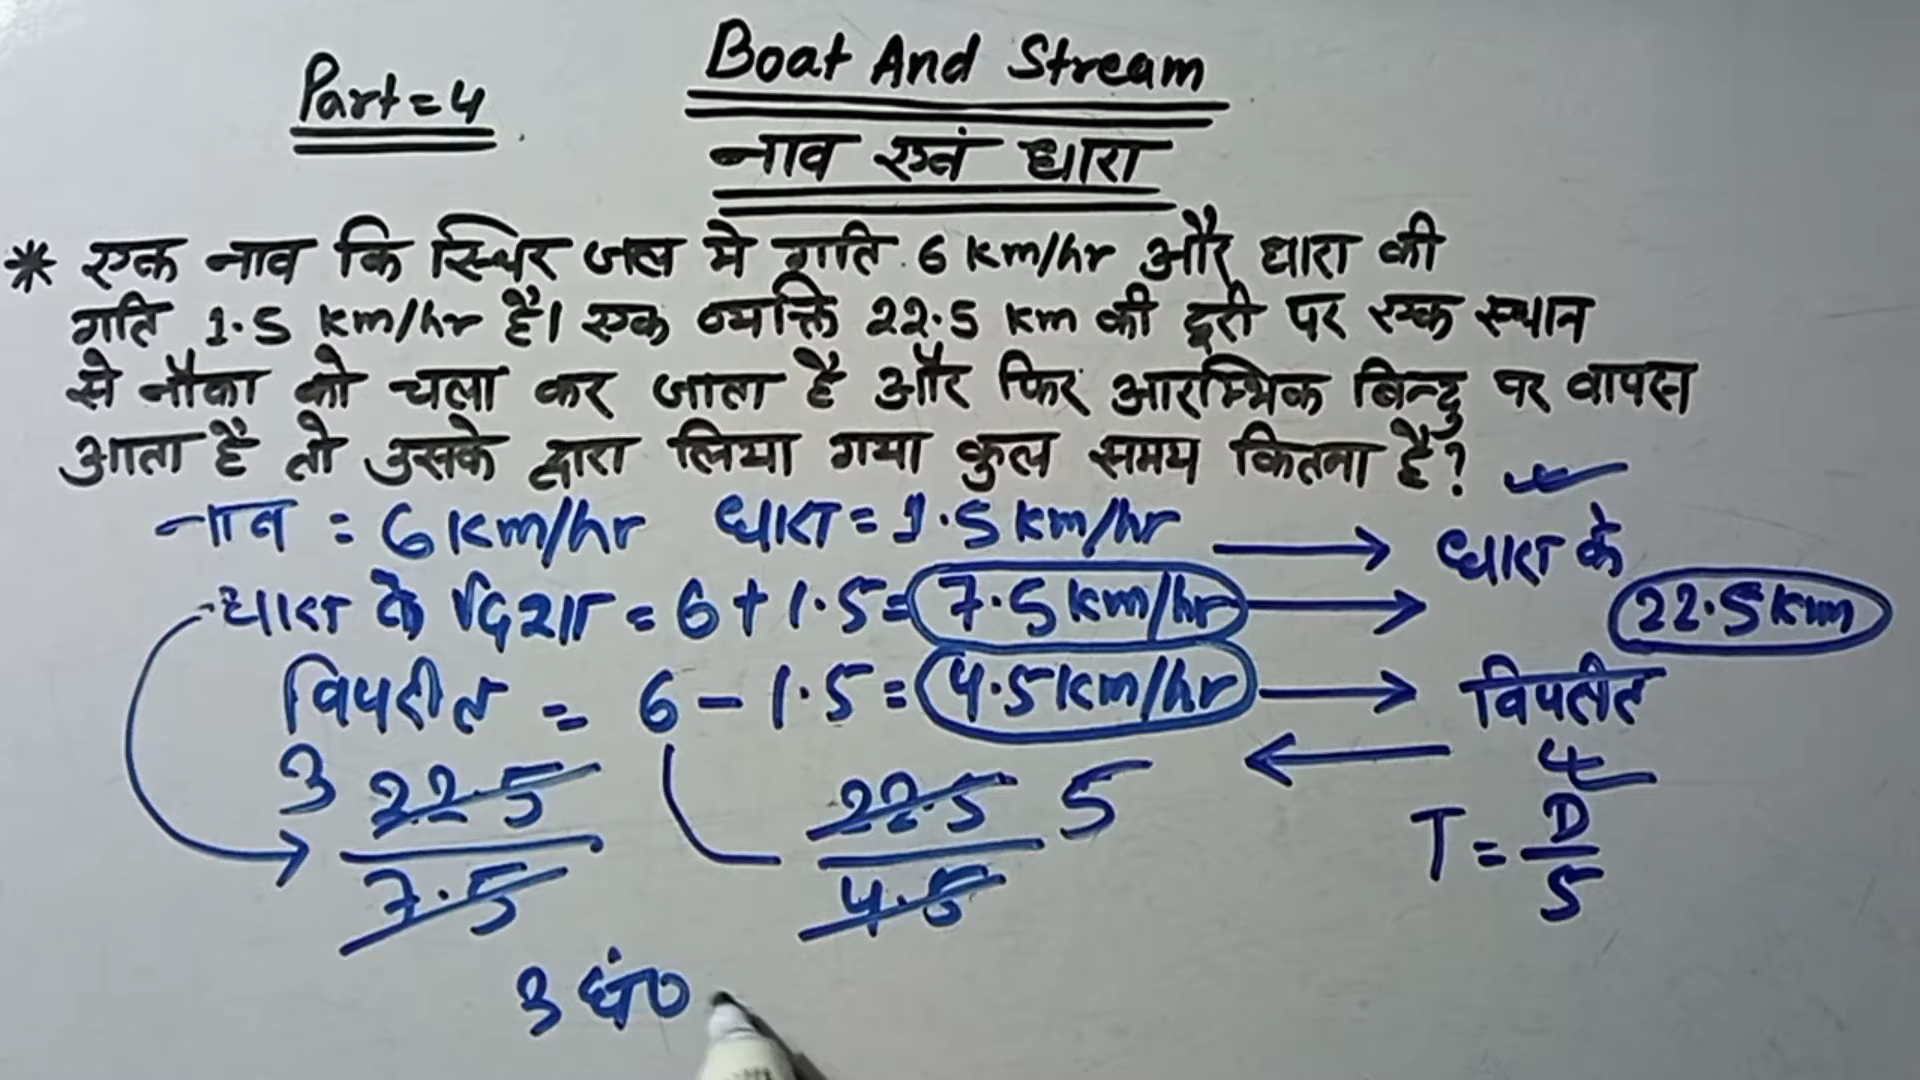 Part = 4
Boat And Stream
नाव एवं धारा
* एक नाव कि स्थिर जल मे गति 6 km/hr और धारा की
गति 1.5 km/hr है। एक व्यक्ति 22.5 km की दूरी पर एक स्थान
से नौका को चला कर जाता है और फिर आरम्भिक बिन्दु पर वापस
आता है तो उसके द्वारा लिया गया कुल समय कितना है?
नाव = 6 km/hr धारा = 1.5 km/hr → धारा के
धारा के दिशा = 6 + 1.5 = 7.5 km/hr → 22.5 km
विपरीत = 6 - 1.5 = 4.5 km/hr → विपरीत
3 22.5 22.5 5
7.5 4.5
T = D
S
3 घं०